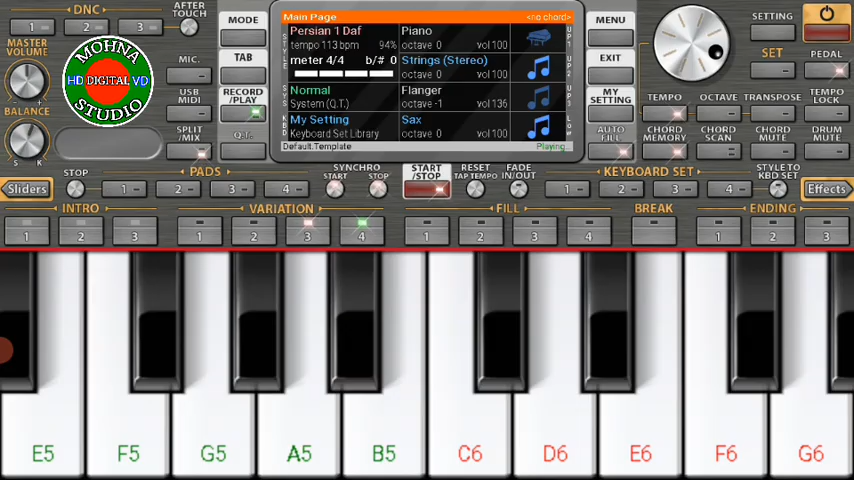 DNC
1 2 3
AFTER TOUCH
MASTER VOLUME
- +
BALANCE
S K
MOHNA
HD DIGITAL VD
STUDIO
MIC.
USB MIDI
SPLIT /MIX
MODE
TAB
RECORD /PLAY
Main Page <no chord>
Persian 1 Daf
tempo 113 bpm 94%
meter 4/4 b/# 0
Normal
System (Q.T.)
My Setting
Keyboard Set Library
Piano
octave 0 vol 100
Strings (Stereo)
octave 0 vol 100
Flanger
octave -1 vol 136
Sax
octave 0 vol 100
Default.Template Playing...
MENU
EXIT
MY SETTING
AUTO FILL
SETTING
SET
PEDAL
TEMPO OCTAVE TRANSPOSE TEMPO LOCK
CHORD MEMORY CHORD SCAN CHORD MUTE DRUM MUTE
Sliders
STOP PADS
1 2 3 4
SYNCHRO
START STOP
START /STOP
RESET TAP TEMPO
FADE IN/OUT
KEYBOARD SET
1 2 3 4
STYLE TO KBD SET
Effects
INTRO VARIATION FILL BREAK ENDING
1 2 3 1 2 3 4 1 2 3 4 1 2 3
E5 F5 G5 A5 B5 C6 D6 E6 F6 G6